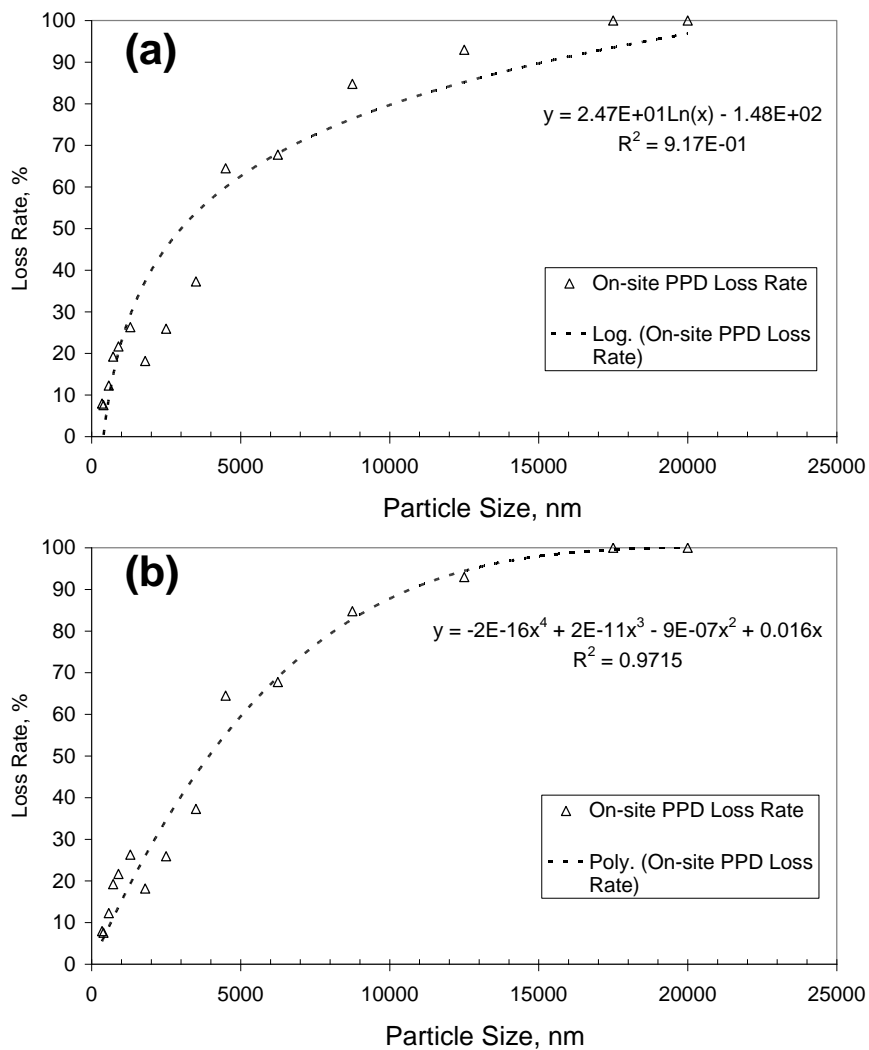 (a)
100
90
80
70
60
50
40
30
20
10
0
Loss Rate, %
y = 2.47E+01Ln(x) - 1.48E+02
R² = 9.17E-01
On-site PPD Loss Rate
Log. (On-site PPD Loss
Rate)
0 5000 10000 15000 20000 25000
Particle Size, nm
(b)
100
90
80
70
60
50
40
30
20
10
0
Loss Rate, %
y = -2E-16x⁴ + 2E-11x³ - 9E-07x² + 0.016x
R² = 0.9715
On-site PPD Loss Rate
Poly. (On-site PPD Loss
Rate)
0 5000 10000 15000 20000 25000
Particle Size, nm